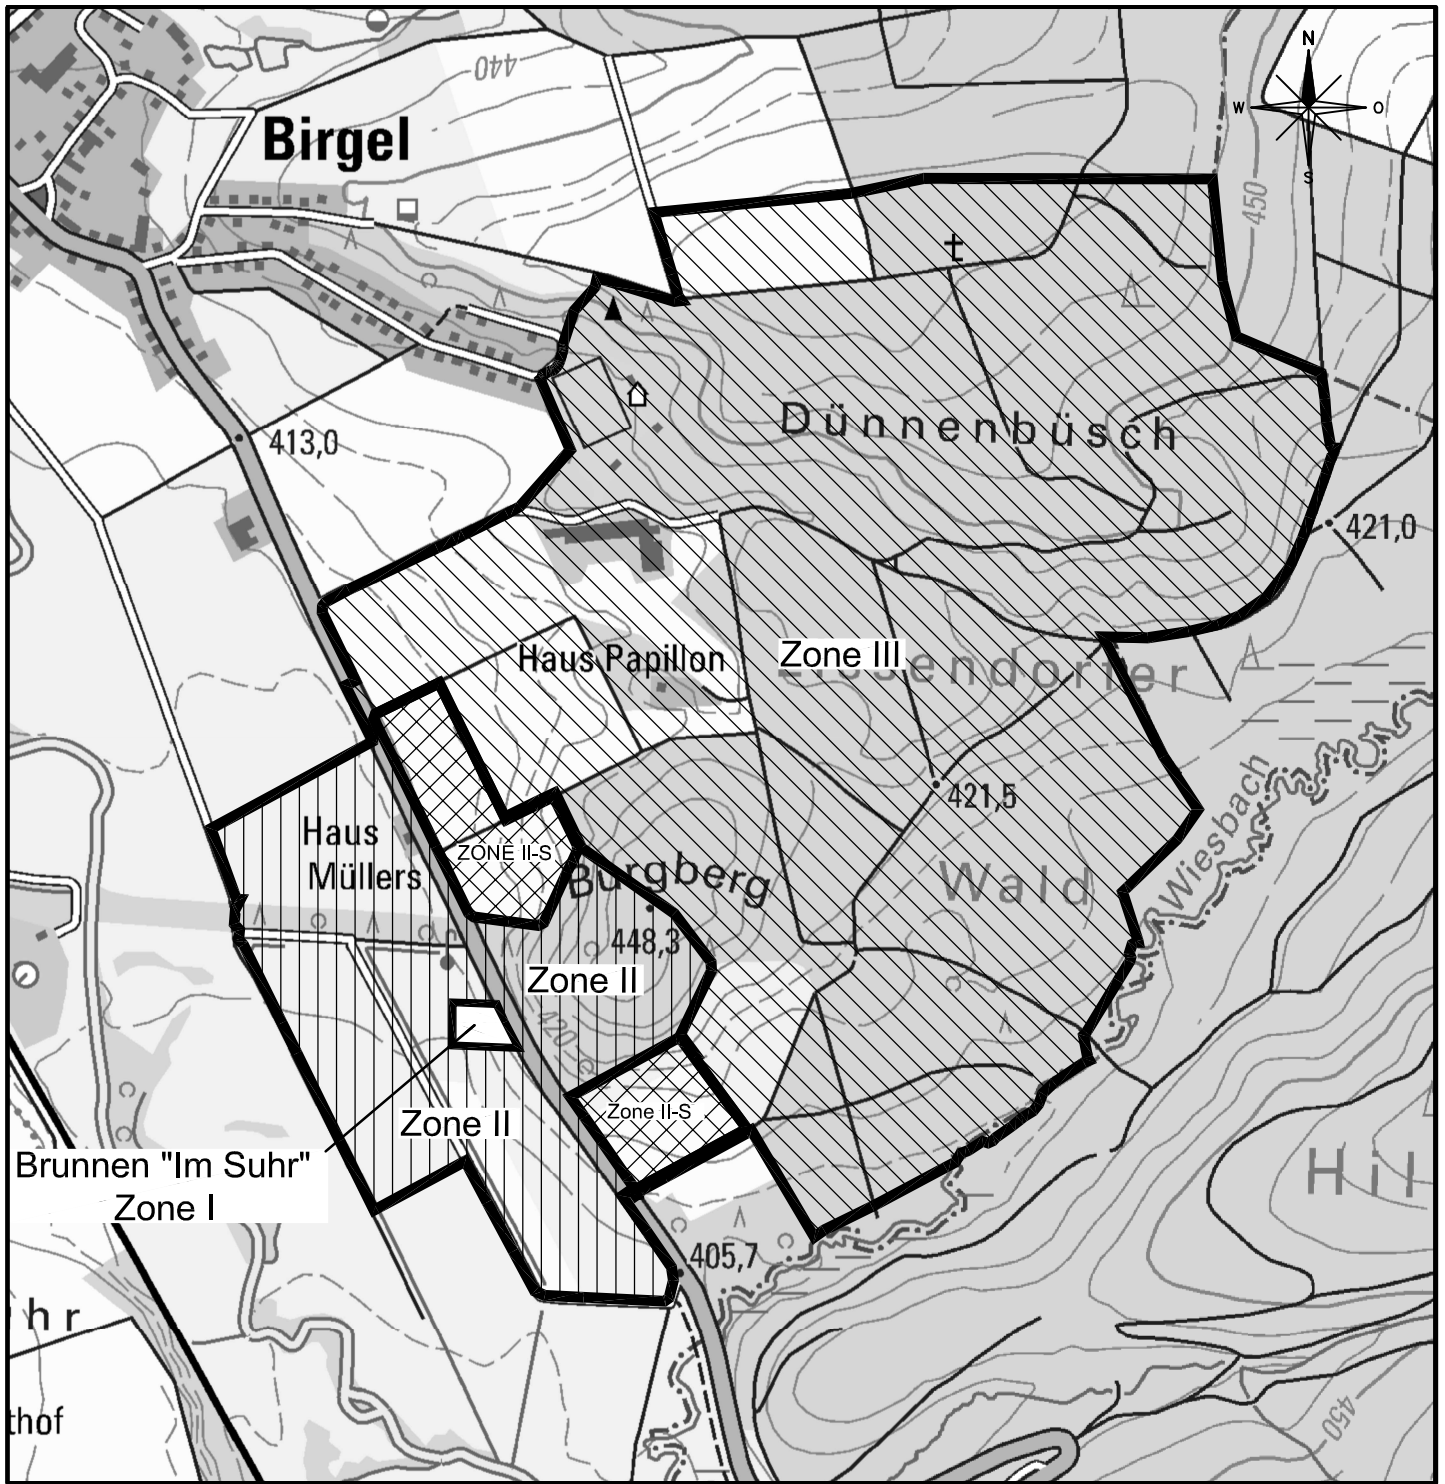 440
N
W
O
S
Birgel
450
413,0
Dünnenbüsch
421,0
Haus Papillon
Zone III
421,5
Wiesbach
Haus
Müllers
ZONE II-S
Burgberg
Wald
448,3
Zone II
420
Zone II
Zone II-S
Brunnen "Im Suhr"
Zone I
Hil
405,7
hr
thof
450